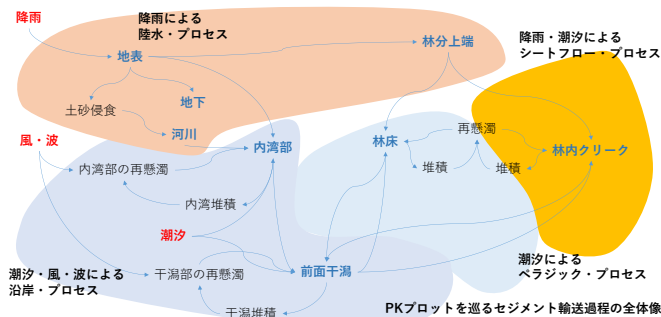 降雨
降雨による
陸水・プロセス
地表
林分上端
降雨・潮汐による
シートフロー・プロセス
土砂侵食
地下
河川
風・波
内湾部
林床
再懸濁
林内クリーク
内湾部の再懸濁
堆積
堆積
内湾堆積
潮汐
潮汐・風・波による
沿岸・プロセス
干潟部の再懸濁
前面干潟
潮汐による
ペラジック・プロセス
干潟堆積
PKプロットを巡るセジメント輸送過程の全体像